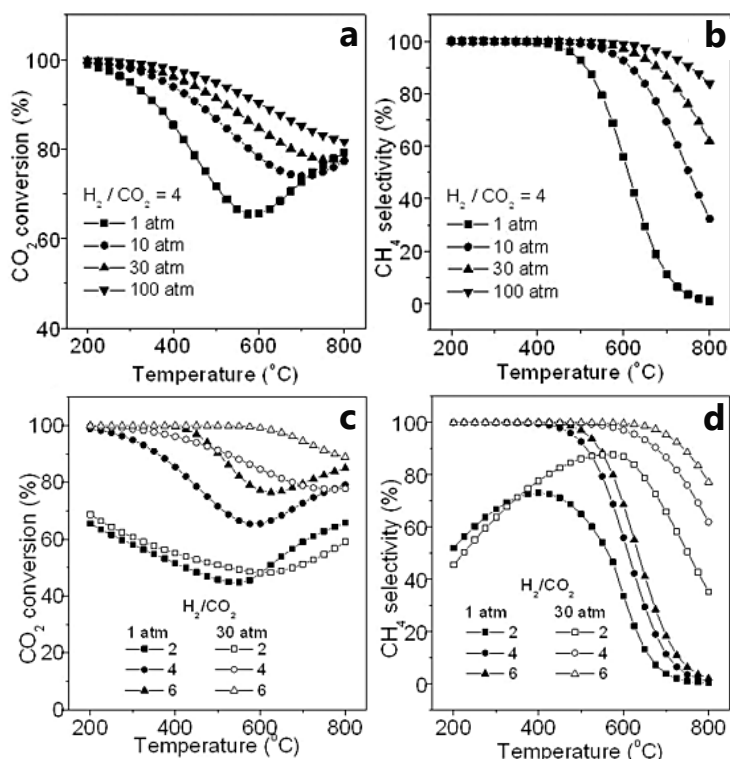 a
100
80
60
40
CO₂ conversion (%)
H₂ / CO₂ = 4
1 atm
10 atm
30 atm
100 atm
200 400 600 800
Temperature (°C)
b
100
80
60
40
20
0
CH₄ selectivity (%)
H₂ / CO₂ = 4
1 atm
10 atm
30 atm
100 atm
200 400 600 800
Temperature (°C)
c
100
80
60
40
20
0
CO₂ conversion (%)
H₂/CO₂
1 atm 30 atm
2 2
4 4
6 6
200 400 600 800
Temperature (°C)
d
100
80
60
40
20
0
CH₄ selectivity (%)
H₂/CO₂
1 atm 30 atm
2 2
4 4
6 6
200 400 600 800
Temperature (°C)